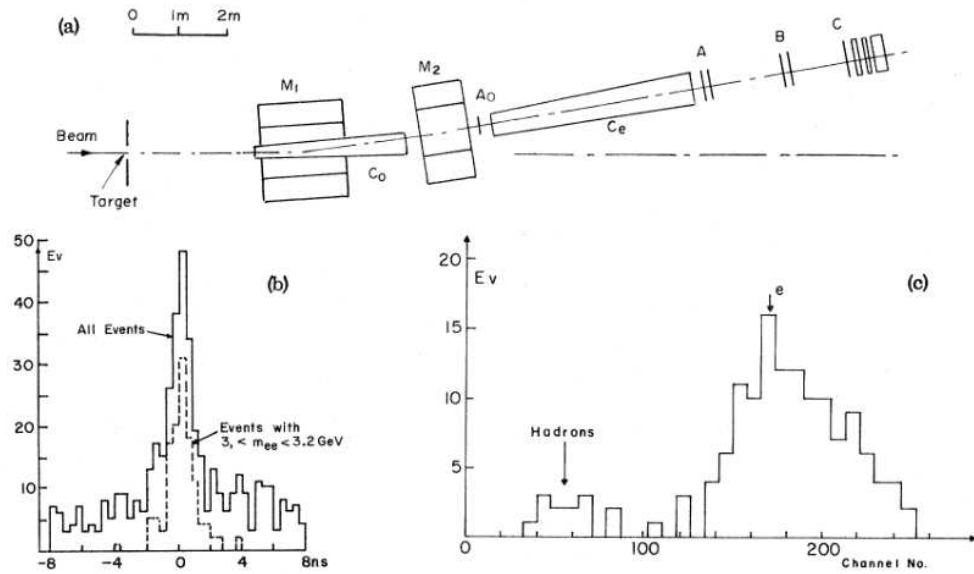 (a)
0 1m 2m
M1
M2
A0
A
B
C
Beam
Target
C0
Ce
50
Ev
(b)
40
All Events
30
20
Events with
3, < mee < 3.2 GeV
10
-8 -4 0 4 8ns
(c)
20
Ev
e
15
10
Hadrons
5
0 100 200
Channel No.